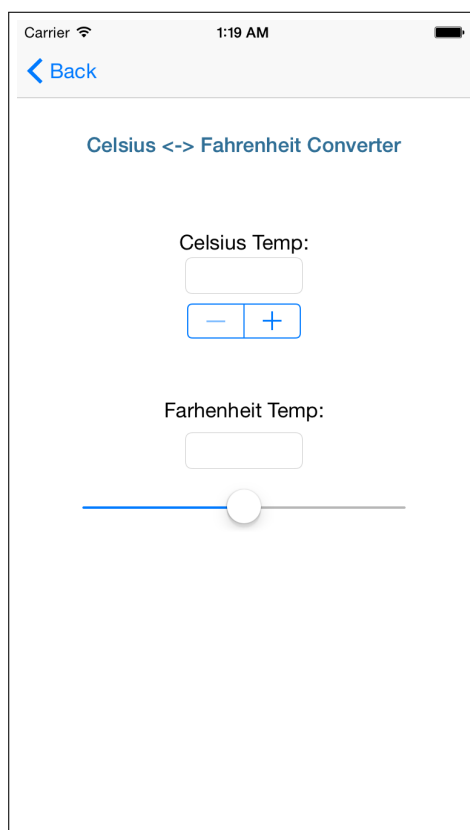 Carrier 1:19 AM
Back
Celsius <-> Fahrenheit Converter
Celsius Temp:
− +
Farhenheit Temp: